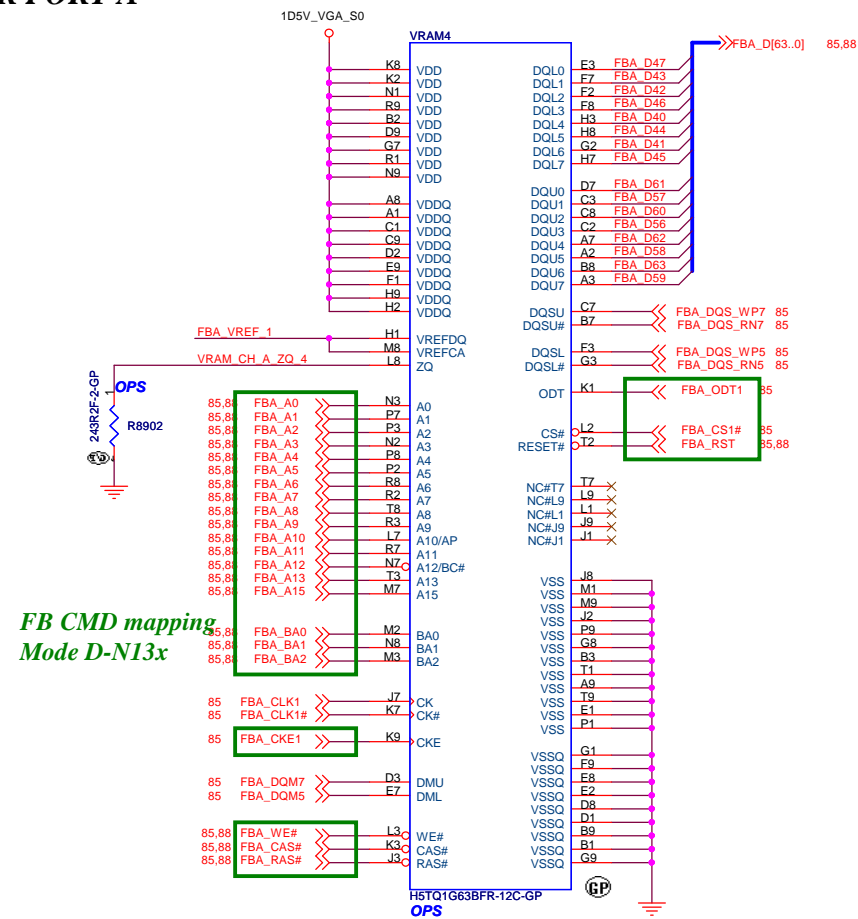 1D5V_VGA_S0
VRAM4
FBA_D[63..0] 85,88
K8 VDD DQL0 E3 FBA_D47
K2 VDD DQL1 F7 FBA_D43
N1 VDD DQL2 F2 FBA_D42
R9 VDD DQL3 F8 FBA_D46
B2 VDD DQL4 H3 FBA_D40
D9 VDD DQL5 H8 FBA_D44
G7 VDD DQL6 G2 FBA_D41
R1 VDD DQL7 H7 FBA_D45
N9 VDD
DQU0 D7 FBA_D61
A8 VDDQ DQU1 C3 FBA_D57
A1 VDDQ DQU2 C8 FBA_D60
C1 VDDQ DQU3 C2 FBA_D56
C9 VDDQ DQU4 A7 FBA_D62
D2 VDDQ DQU5 A2 FBA_D58
E9 VDDQ DQU6 B8 FBA_D63
F1 VDDQ DQU7 A3 FBA_D59
H9 VDDQ
H2 VDDQ DQSU C7 FBA_DQS_WP7 85
DQSU# B7 FBA_DQS_RN7 85
FBA_VREF_1 H1 VREFDQ
M8 VREFCA DQSL F3 FBA_DQS_WP5 85
VRAM_CH_A_ZQ_4 L8 ZQ DQSL# G3 FBA_DQS_RN5 85
1 OPS
243R2F-2-GP
R8902
ODT K1 FBA_ODT1 85
CS# L2 FBA_CS1# 85
RESET# T2 FBA_RST 85,88
85,88 FBA_A0 N3 A0
85,88 FBA_A1 P7 A1
85,88 FBA_A2 P3 A2
85,88 FBA_A3 N2 A3
85,88 FBA_A4 P8 A4
85,88 FBA_A5 P2 A5
85,88 FBA_A6 R8 A6
85,88 FBA_A7 R2 A7
85,88 FBA_A8 T8 A8
85,88 FBA_A9 R3 A9
85,88 FBA_A10 L7 A10/AP
85,88 FBA_A11 R7 A11
85,88 FBA_A12 N7 A12/BC#
85,88 FBA_A13 T3 A13
85,88 FBA_A15 M7 A15
NC#T7 T7
NC#L9 L9
NC#L1 L1
NC#J9 J9
NC#J1 J1
FB CMD mapping
Mode D-N13x
85,88 FBA_BA0 M2 BA0
85,88 FBA_BA1 N8 BA1
85,88 FBA_BA2 M3 BA2
85 FBA_CLK1 J7 CK
85 FBA_CLK1# K7 CK#
85 FBA_CKE1 K9 CKE
85 FBA_DQM7 D3 DMU
85 FBA_DQM5 E7 DML
85,88 FBA_WE# L3 WE#
85,88 FBA_CAS# K3 CAS#
85,88 FBA_RAS# J3 RAS#
VSS J8
VSS M1
VSS M9
VSS J2
VSS P9
VSS G8
VSS B3
VSS T1
VSS A9
VSS T9
VSS E1
VSS P1
VSSQ G1
VSSQ F9
VSSQ E8
VSSQ E2
VSSQ D8
VSSQ D1
VSSQ B9
VSSQ B1
VSSQ G9
H5TQ1G63BFR-12C-GP
GP
OPS